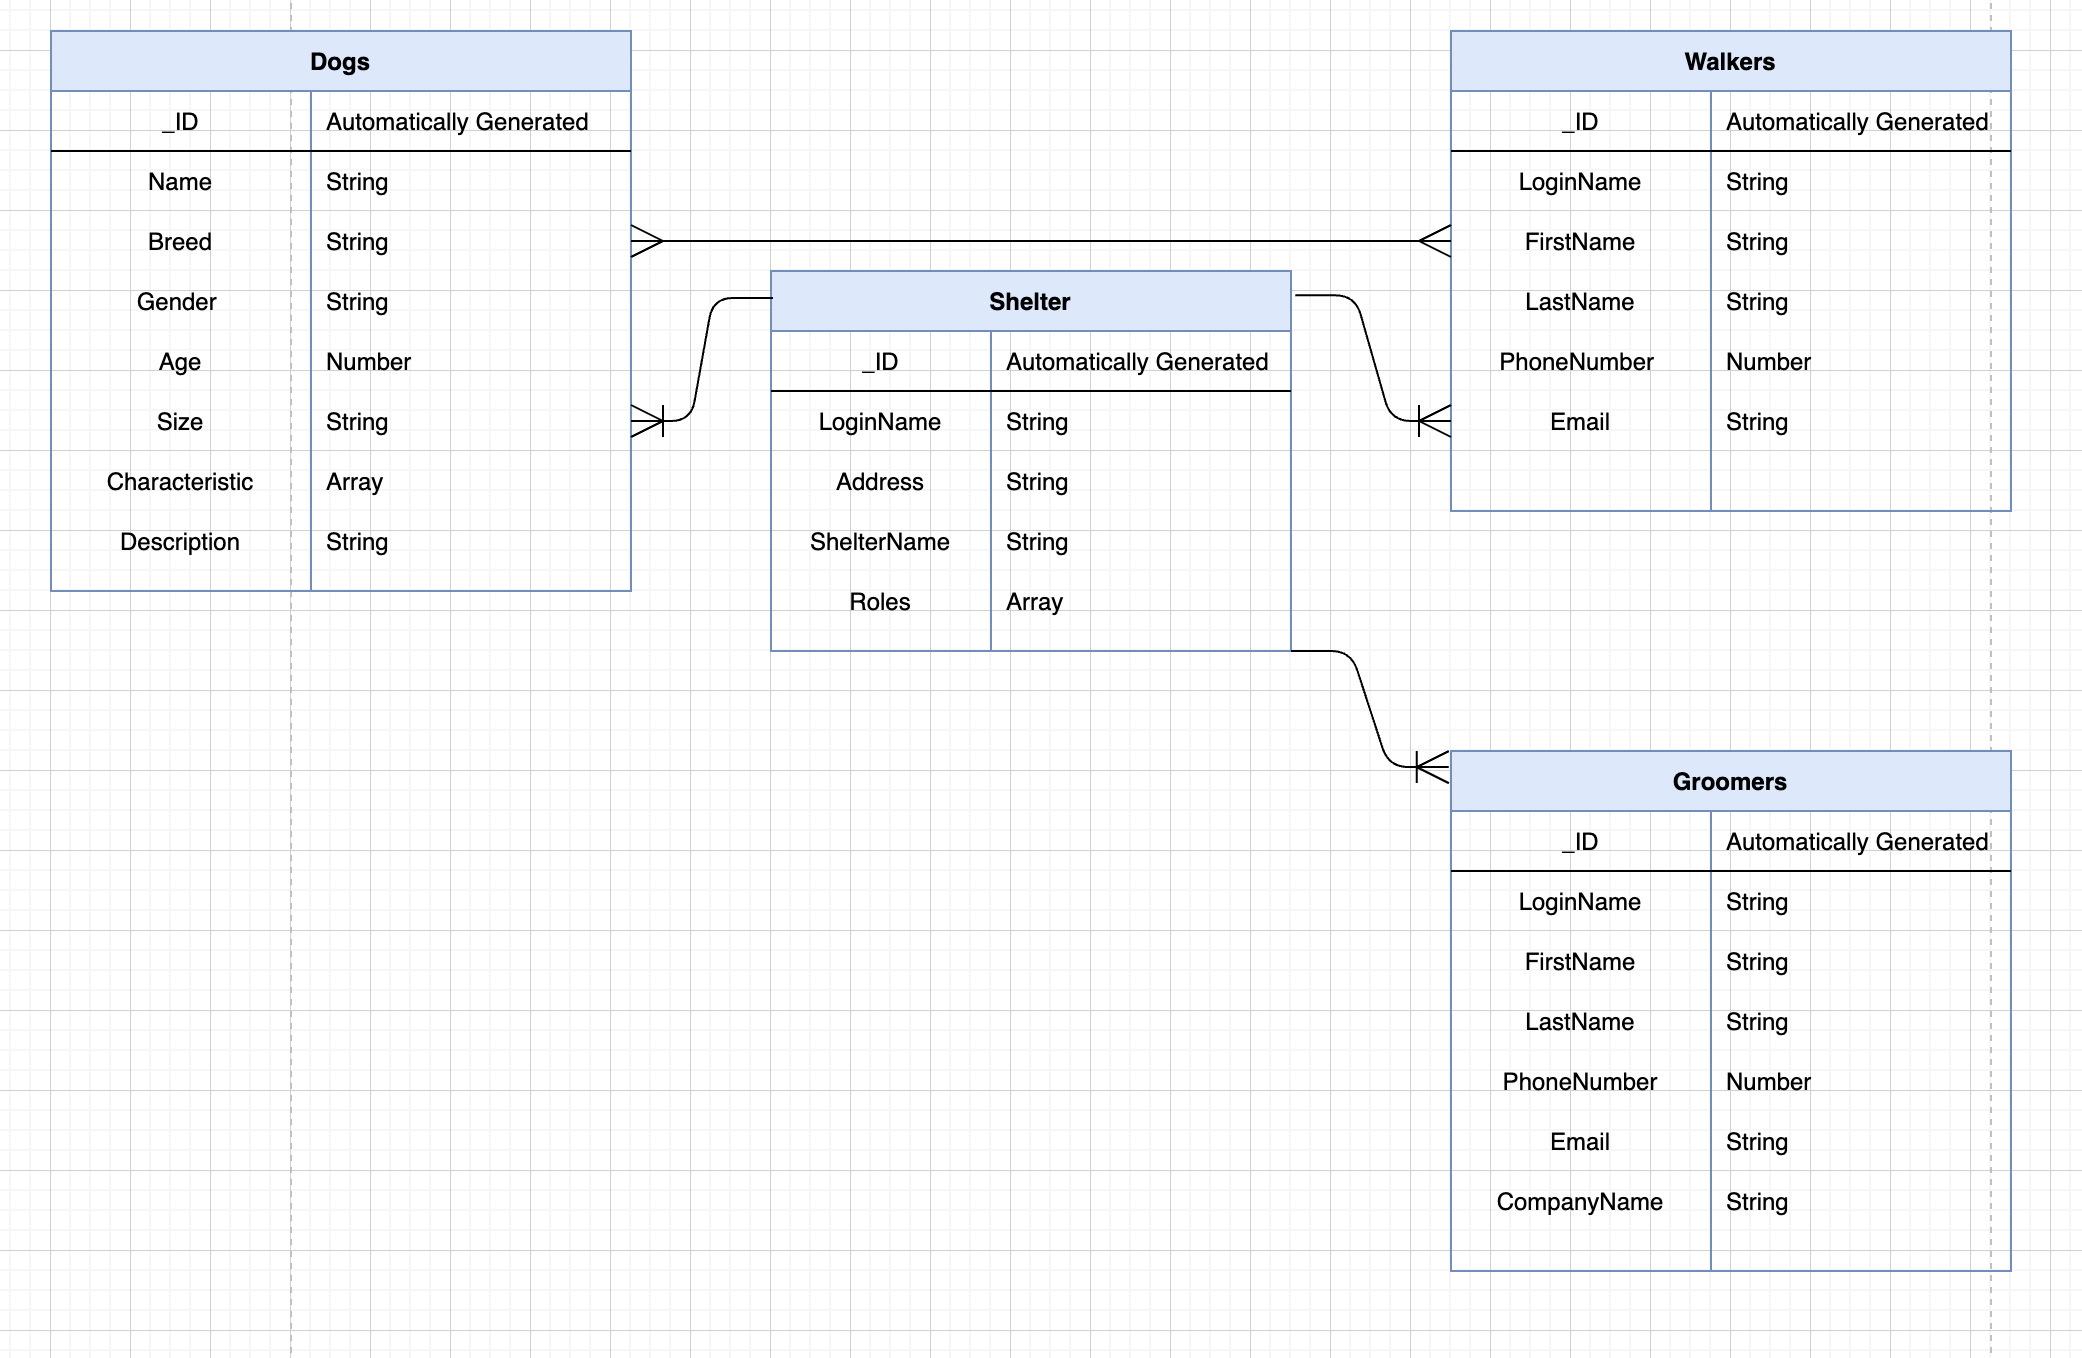 Dogs
_ID Automatically Generated
Name String
Breed String
Gender String
Age Number
Size String
Characteristic Array
Description String
Shelter
_ID Automatically Generated
LoginName String
Address String
ShelterName String
Roles Array
Walkers
_ID Automatically Generated
LoginName String
FirstName String
LastName String
PhoneNumber Number
Email String
Groomers
_ID Automatically Generated
LoginName String
FirstName String
LastName String
PhoneNumber Number
Email String
CompanyName String